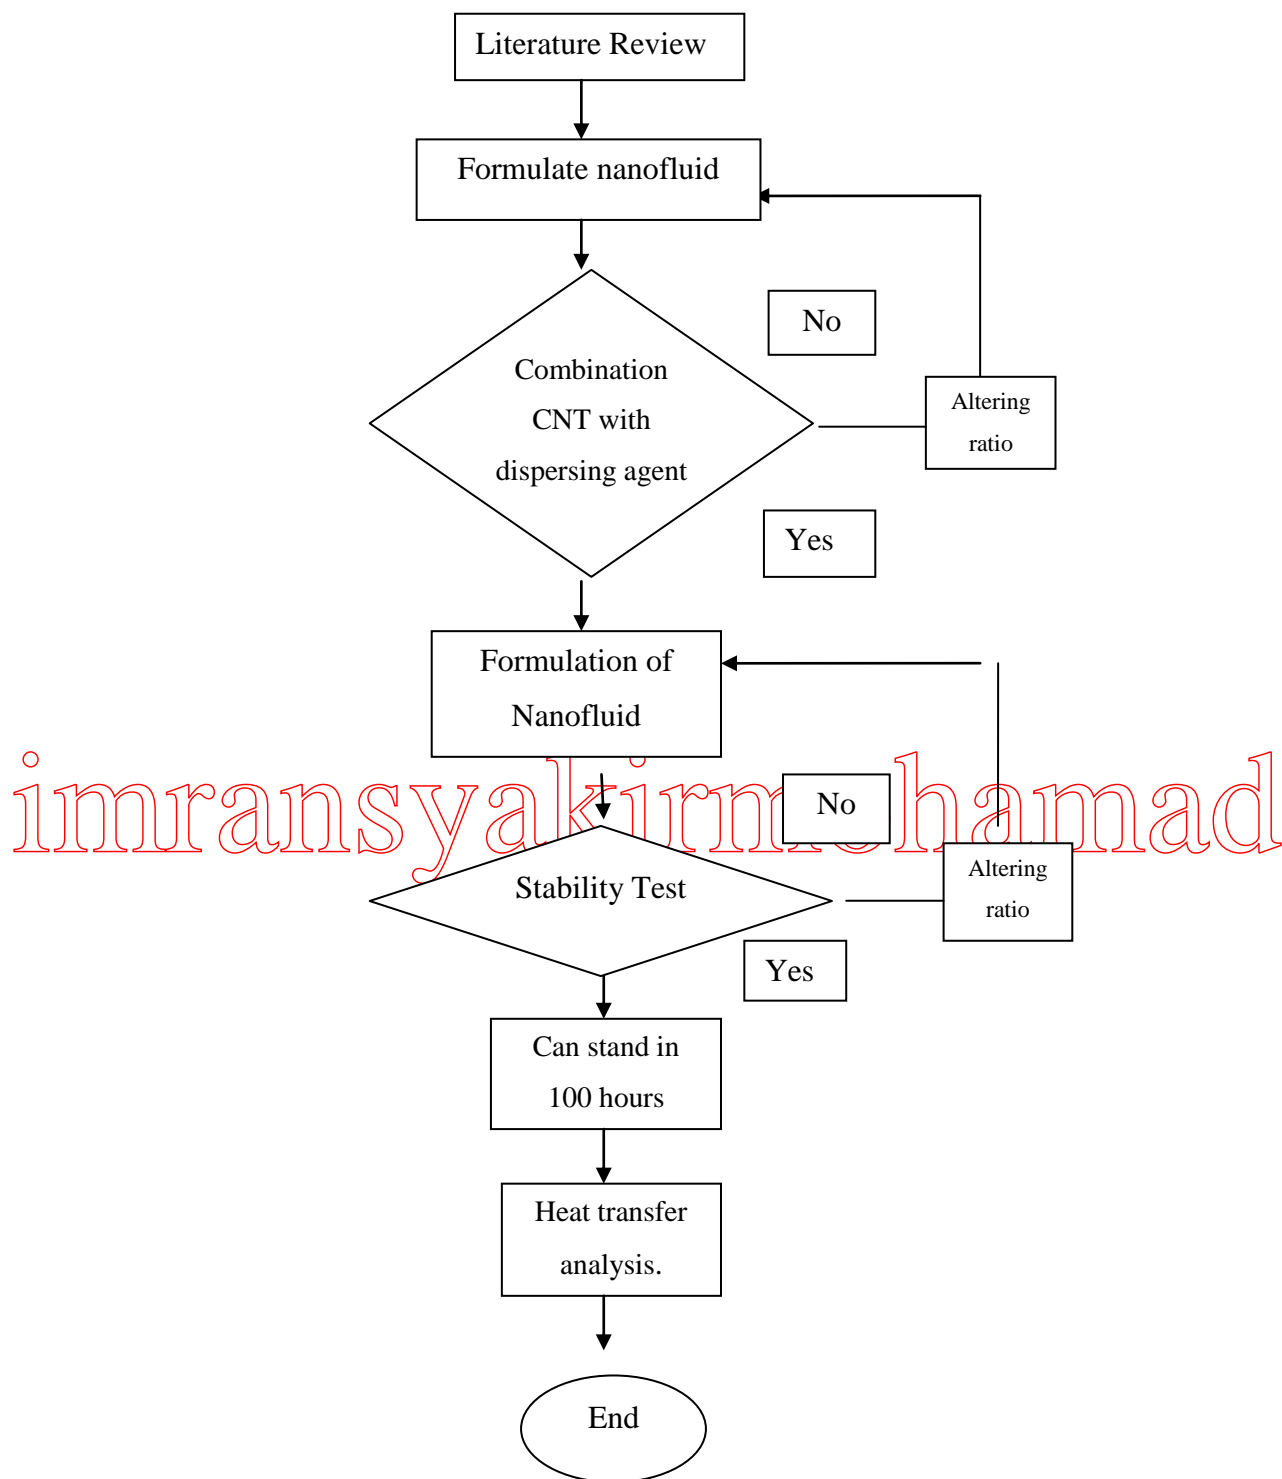 Literature Review
Formulate nanofluid
No
Combination
CNT with
dispersing agent
Altering
ratio
Yes
Formulation of
Nanofluid
imransyakirmohamad
No
Stability Test
Altering
ratio
Yes
Can stand in
100 hours
Heat transfer
analysis.
End